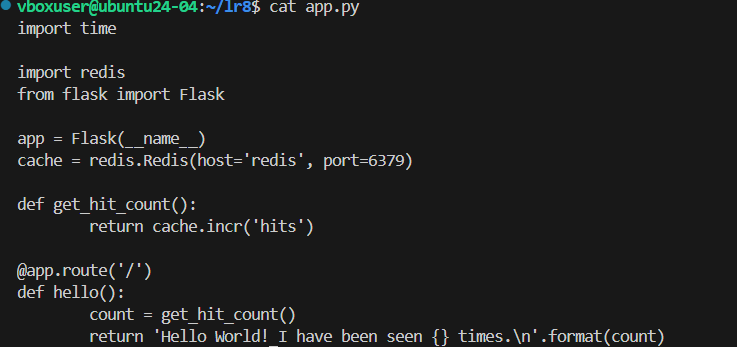 vboxuser@ubuntu24-04:~/lr8$ cat app.py
import time

import redis
from flask import Flask

app = Flask(__name__)
cache = redis.Redis(host='redis', port=6379)

def get_hit_count():
        return cache.incr('hits')

@app.route('/')
def hello():
        count = get_hit_count()
        return 'Hello World! I have been seen {} times.\n'.format(count)